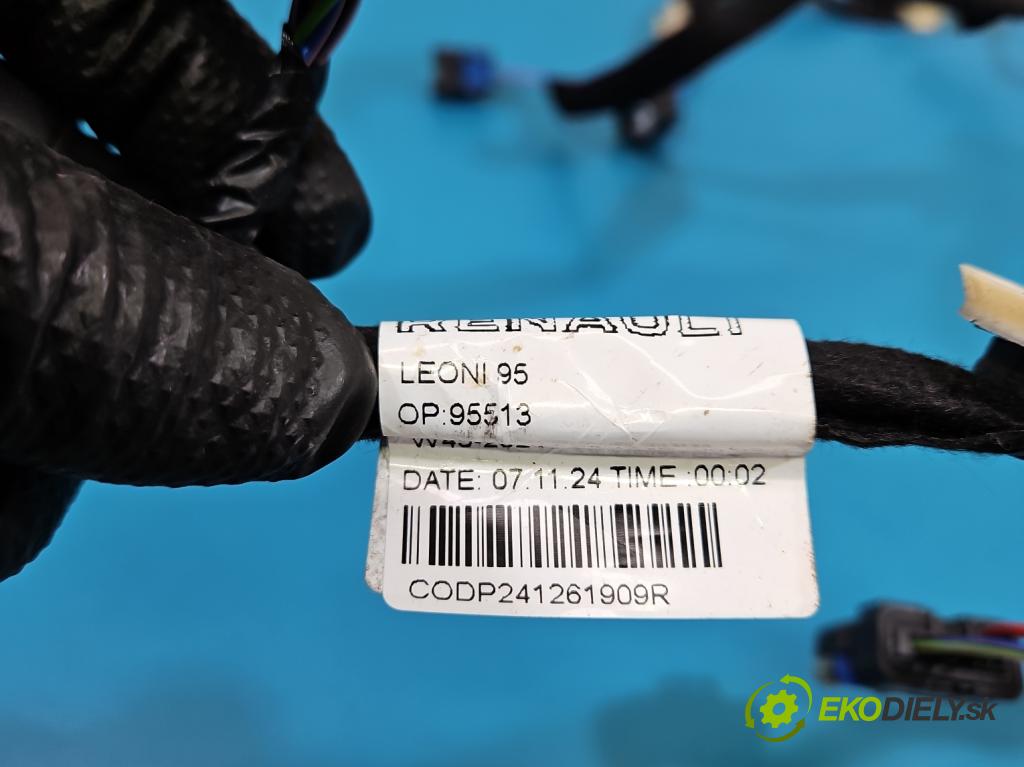 RENAULT
LEONI 95
OP:95513
DATE: 07.11.24 TIME :00:02
CODP241261909R
EKODIELY.SK